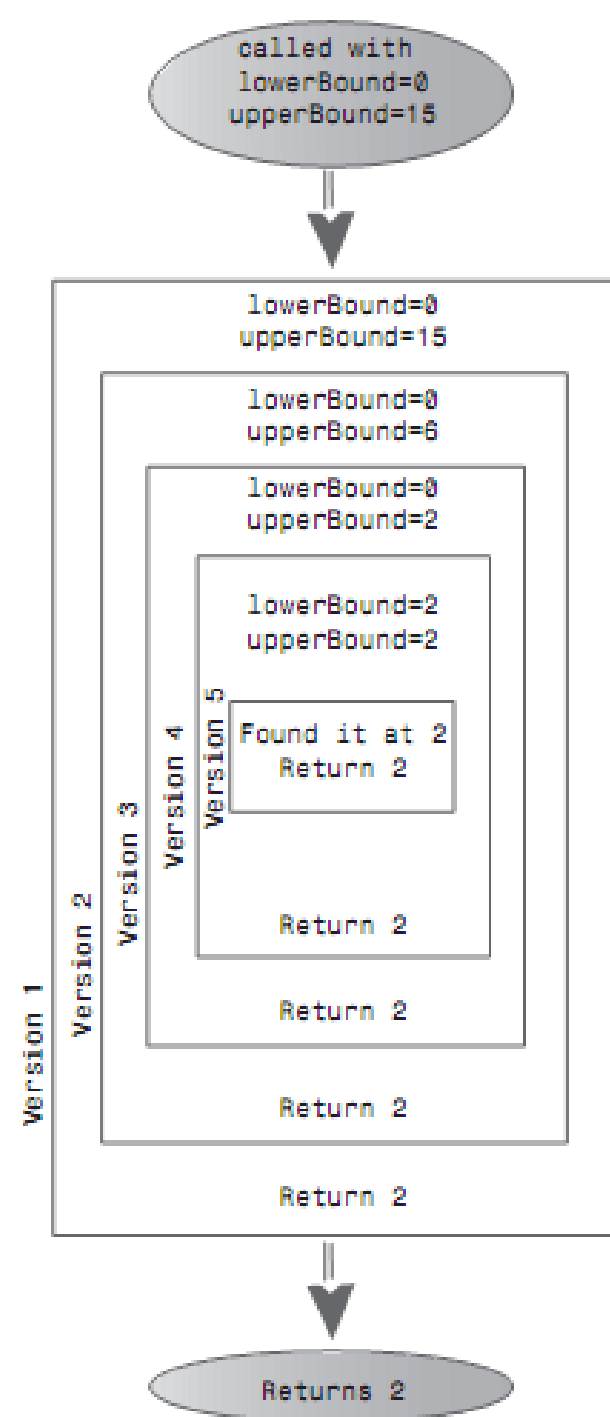 called with
lowerBound=0
upperBound=15
lowerBound=0
upperBound=15
lowerBound=0
upperBound=6
lowerBound=0
upperBound=2
lowerBound=2
upperBound=2
Found it at 2
Return 2
Version 5
Version 4
Version 3
Version 2
Version 1
Return 2
Return 2
Return 2
Return 2
Returns 2